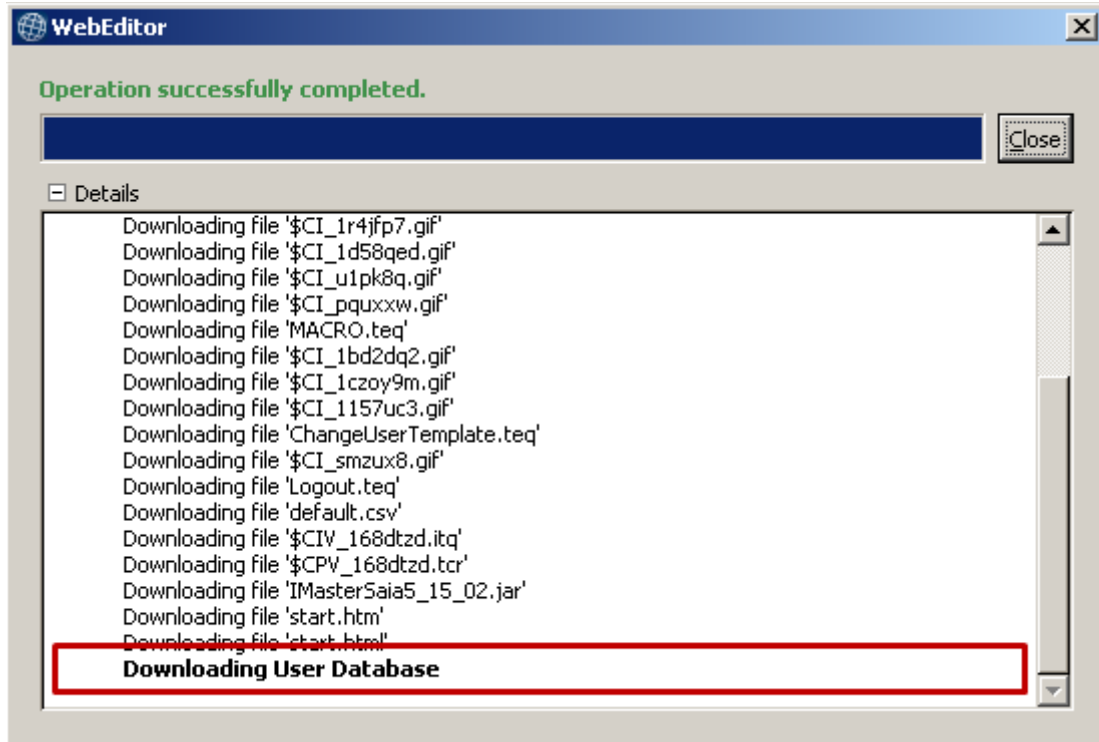 WebEditor
Operation successfully completed.
Close
Details
Downloading file '$CI_1r4jfp7.gif'
Downloading file '$CI_1d58qed.gif'
Downloading file '$CI_u1pk8q.gif'
Downloading file '$CI_pquxxw.gif'
Downloading file 'MACRO.teq'
Downloading file '$CI_1bd2dq2.gif'
Downloading file '$CI_1czoy9m.gif'
Downloading file '$CI_1157uc3.gif'
Downloading file 'ChangeUserTemplate.teq'
Downloading file '$CI_smzux8.gif'
Downloading file 'Logout.teq'
Downloading file 'default.csv'
Downloading file '$CIV_168dtzd.itq'
Downloading file '$CPV_168dtzd.tcr'
Downloading file 'IMasterSaia5_15_02.jar'
Downloading file 'start.htm'
Downloading file 'start.html'
Downloading User Database